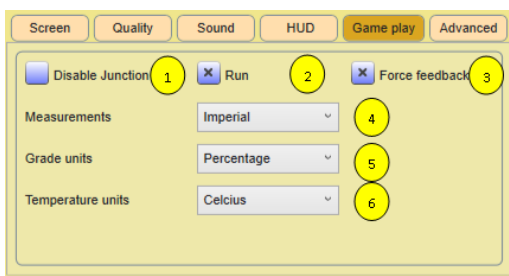 Screen Quality Sound HUD Game play Advanced
Disable Junction 1 Run 2 Force feedback 3
Measurements Imperial 4
Grade units Percentage 5
Temperature units Celcius 6